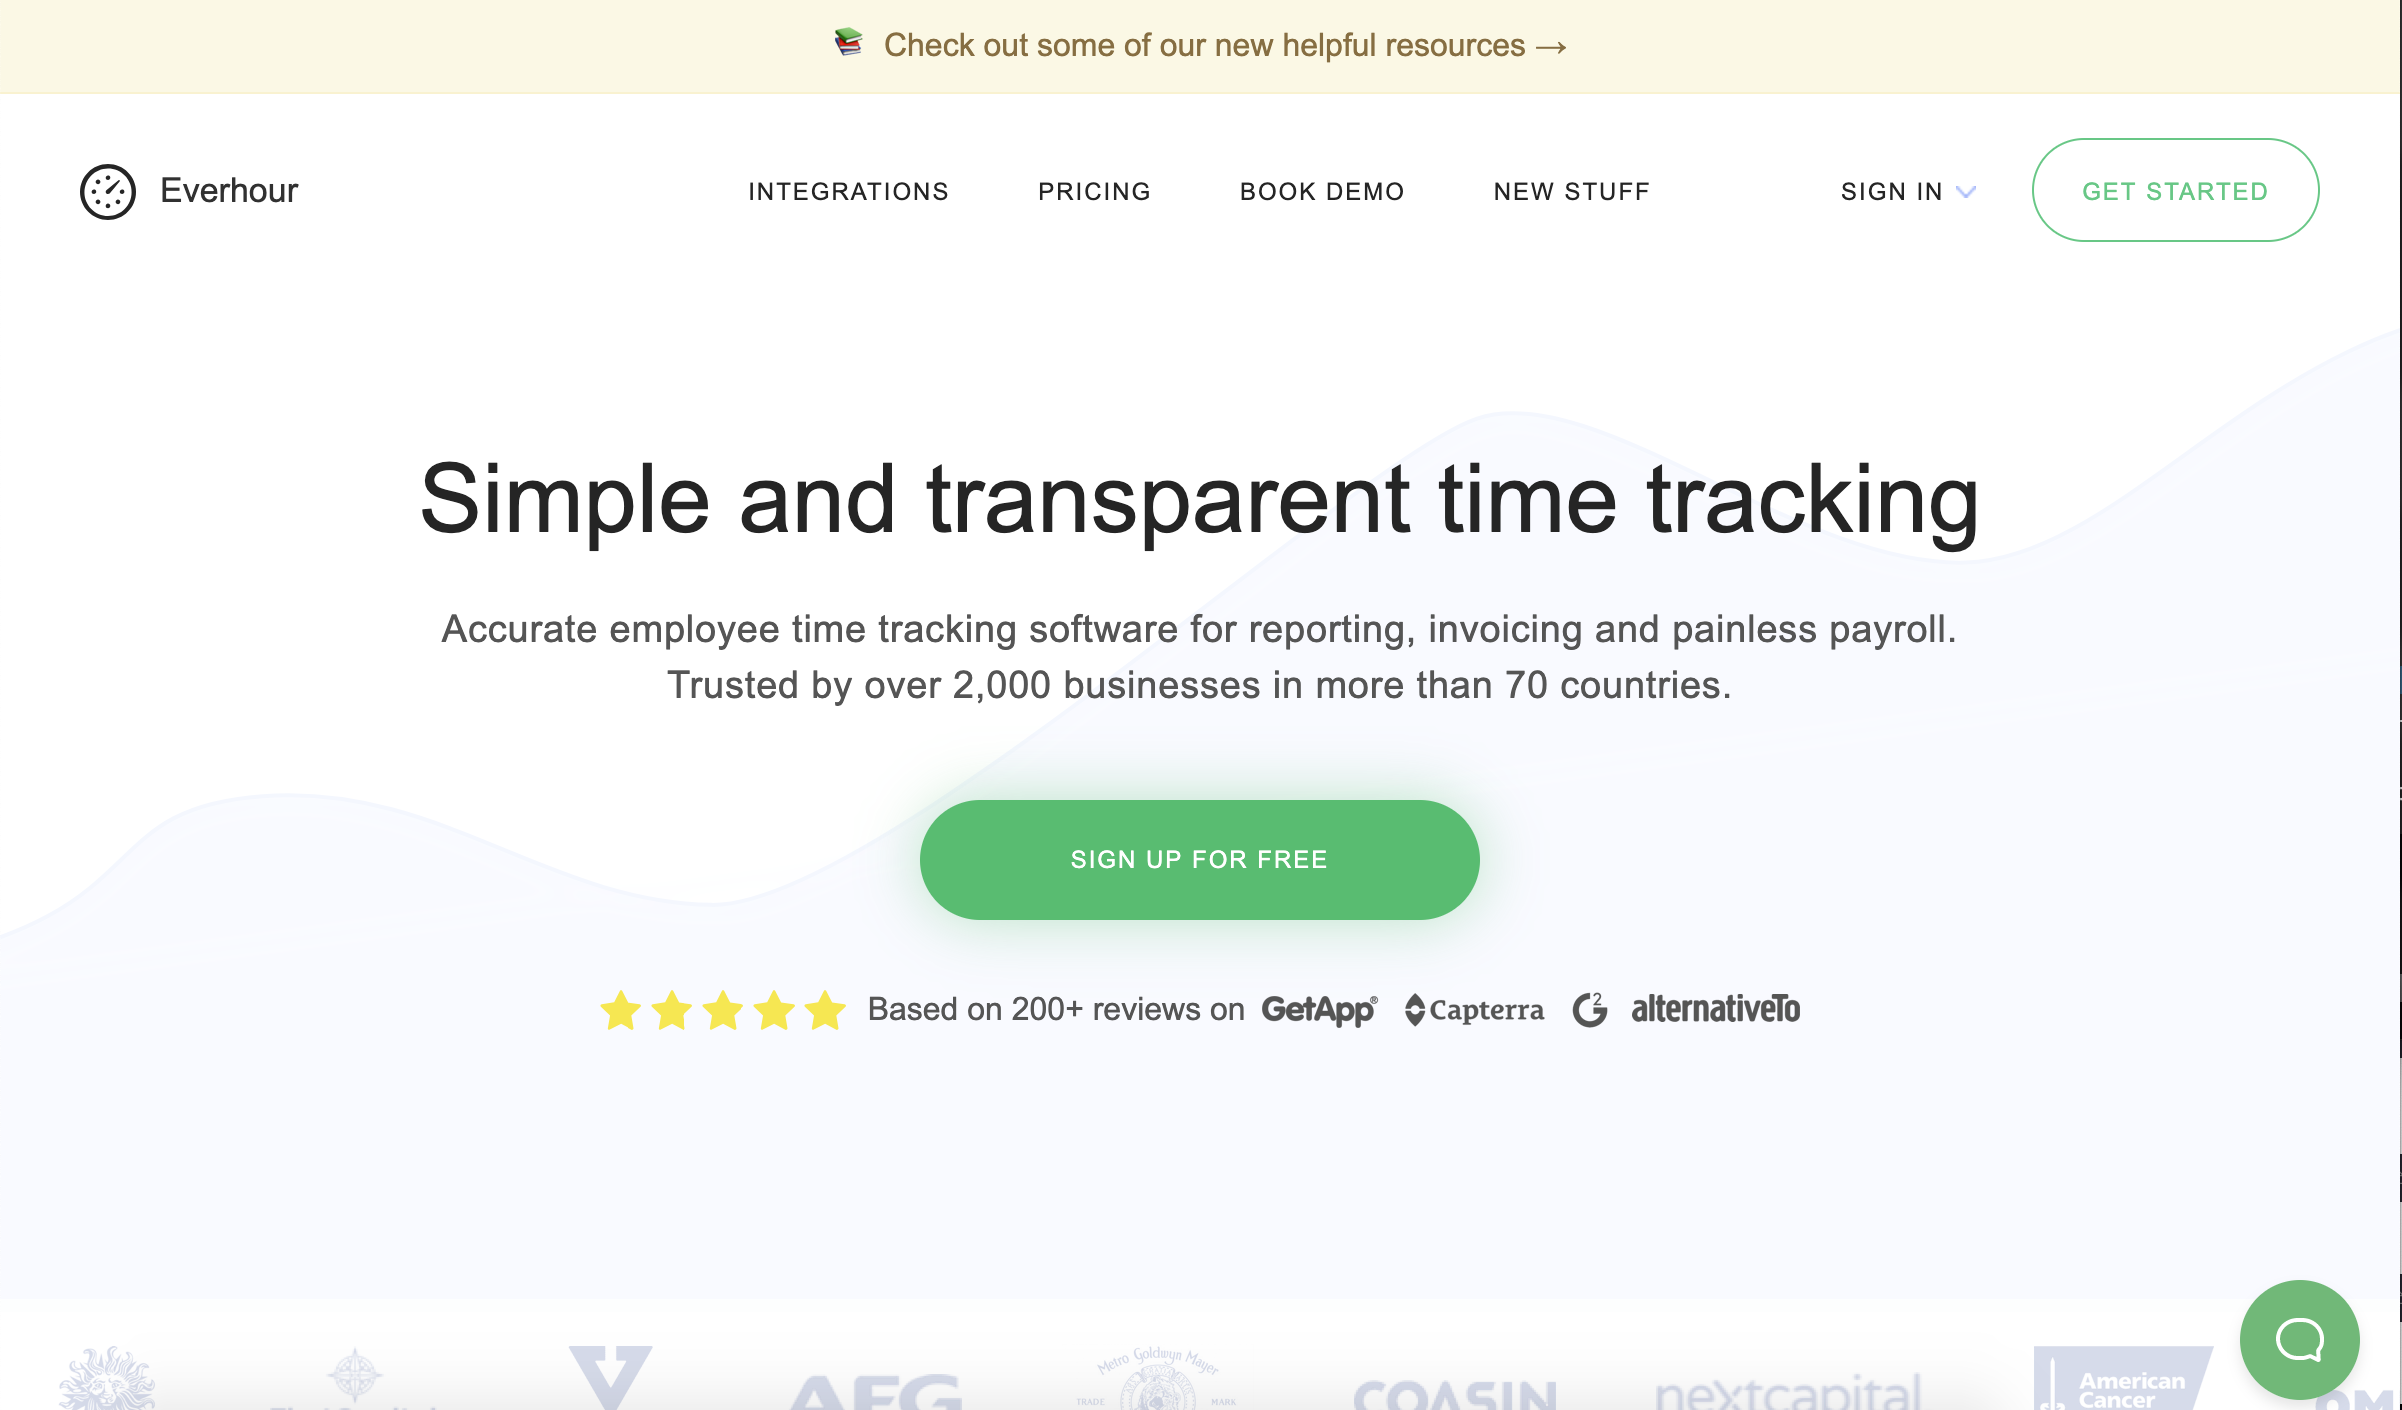 Check out some of our new helpful resources →
Everhour
INTEGRATIONS
PRICING
BOOK DEMO
NEW STUFF
SIGN IN
GET STARTED
Simple and transparent time tracking
Accurate employee time tracking software for reporting, invoicing and painless payroll.
Trusted by over 2,000 businesses in more than 70 countries.
SIGN UP FOR FREE
Based on 200+ reviews on GetApp® Capterra G2 alternativeTo
Metro Goldwyn Mayer
TRADE MARK
AFG
COASIN
nextcapital
American
Cancer